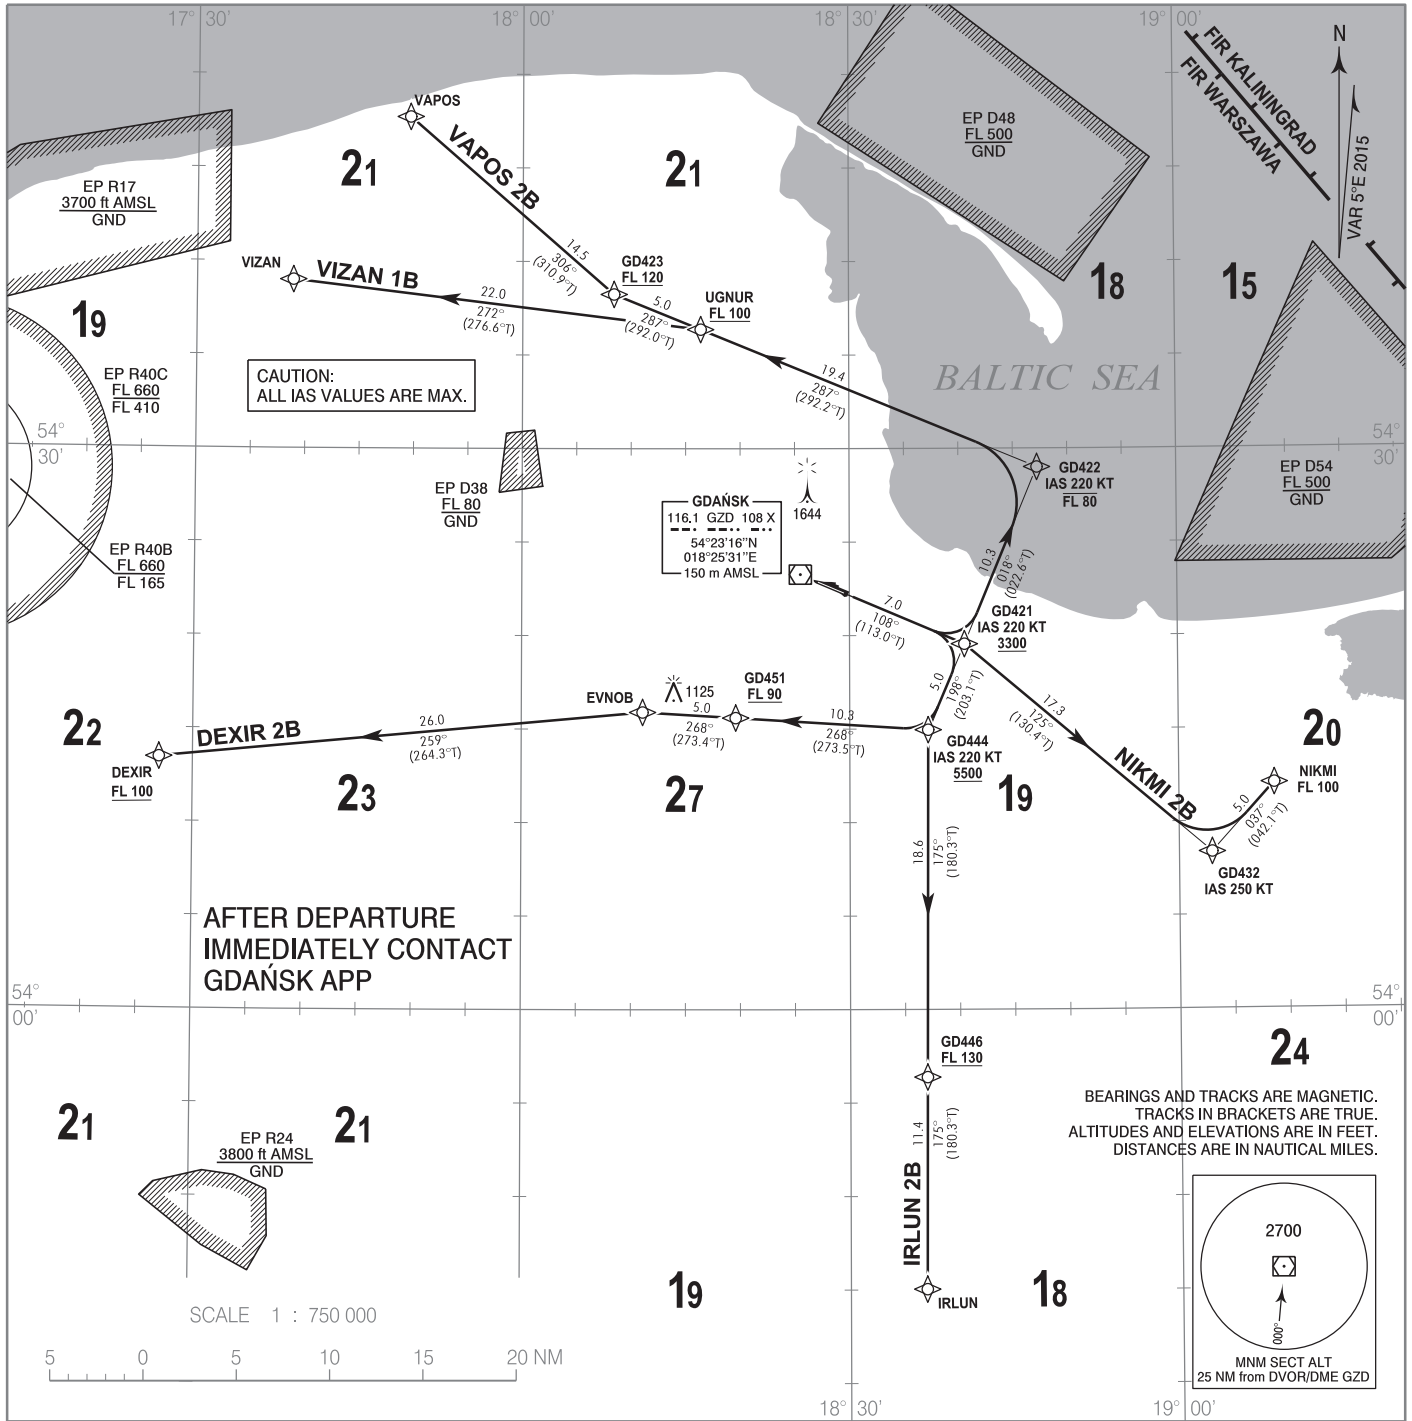 17° 30'
18° 00'
18° 30'
19° 00'
FIR KALININGRAD
FIR WARSZAWA
N
VAR 5°E 2015
VAPOS
VAPOS 2B
21
21
EP D48
FL 500
GND
EP R17
3700 ft AMSL
GND
14.5
306°
(310.9°T)
VIZAN
VIZAN 1B
GD423
FL 120
5.0
287°
(292.0°T)
UGNUR
FL 100
22.0
272°
(276.6°T)
18
15
19
EP R40C
FL 660
FL 410
CAUTION:
ALL IAS VALUES ARE MAX.
19.4
287°
(292.2°T)
BALTIC SEA
54°
30'
54°
30'
GD422
IAS 220 KT
FL 80
EP D54
FL 500
GND
EP D38
FL 80
GND
GDAŃSK
116.1 GZD 108 X
54°23'16"N
018°25'31"E
150 m AMSL
1644
EP R40B
FL 660
FL 165
10.3
018°
(022.6°T)
7.0
108°
(113.0°T)
GD421
IAS 220 KT
3300
5.0
198°
(203.1°T)
EVNOB
1125
5.0
268°
(273.4°T)
GD451
FL 90
10.3
268°
(273.5°T)
17.3
125°
(130.4°T)
22
DEXIR 2B
26.0
259°
(264.3°T)
DEXIR
FL 100
GD444
IAS 220 KT
5500
20
NIKMI 2B
NIKMI
FL 100
5.0
037°
(042.1°T)
23
27
19
GD432
IAS 250 KT
18.6
175°
(180.3°T)
AFTER DEPARTURE
IMMEDIATELY CONTACT
GDAŃSK APP
54°
00'
54°
00'
GD446
FL 130
24
BEARINGS AND TRACKS ARE MAGNETIC.
TRACKS IN BRACKETS ARE TRUE.
ALTITUDES AND ELEVATIONS ARE IN FEET.
DISTANCES ARE IN NAUTICAL MILES.
21
21
EP R24
3800 ft AMSL
GND
11.4
175°
(180.3°T)
IRLUN 2B
2700
000°
MNM SECT ALT
25 NM from DVOR/DME GZD
19
18
IRLUN
SCALE 1 : 750 000
5 0 5 10 15 20 NM
18° 30'
19° 00'